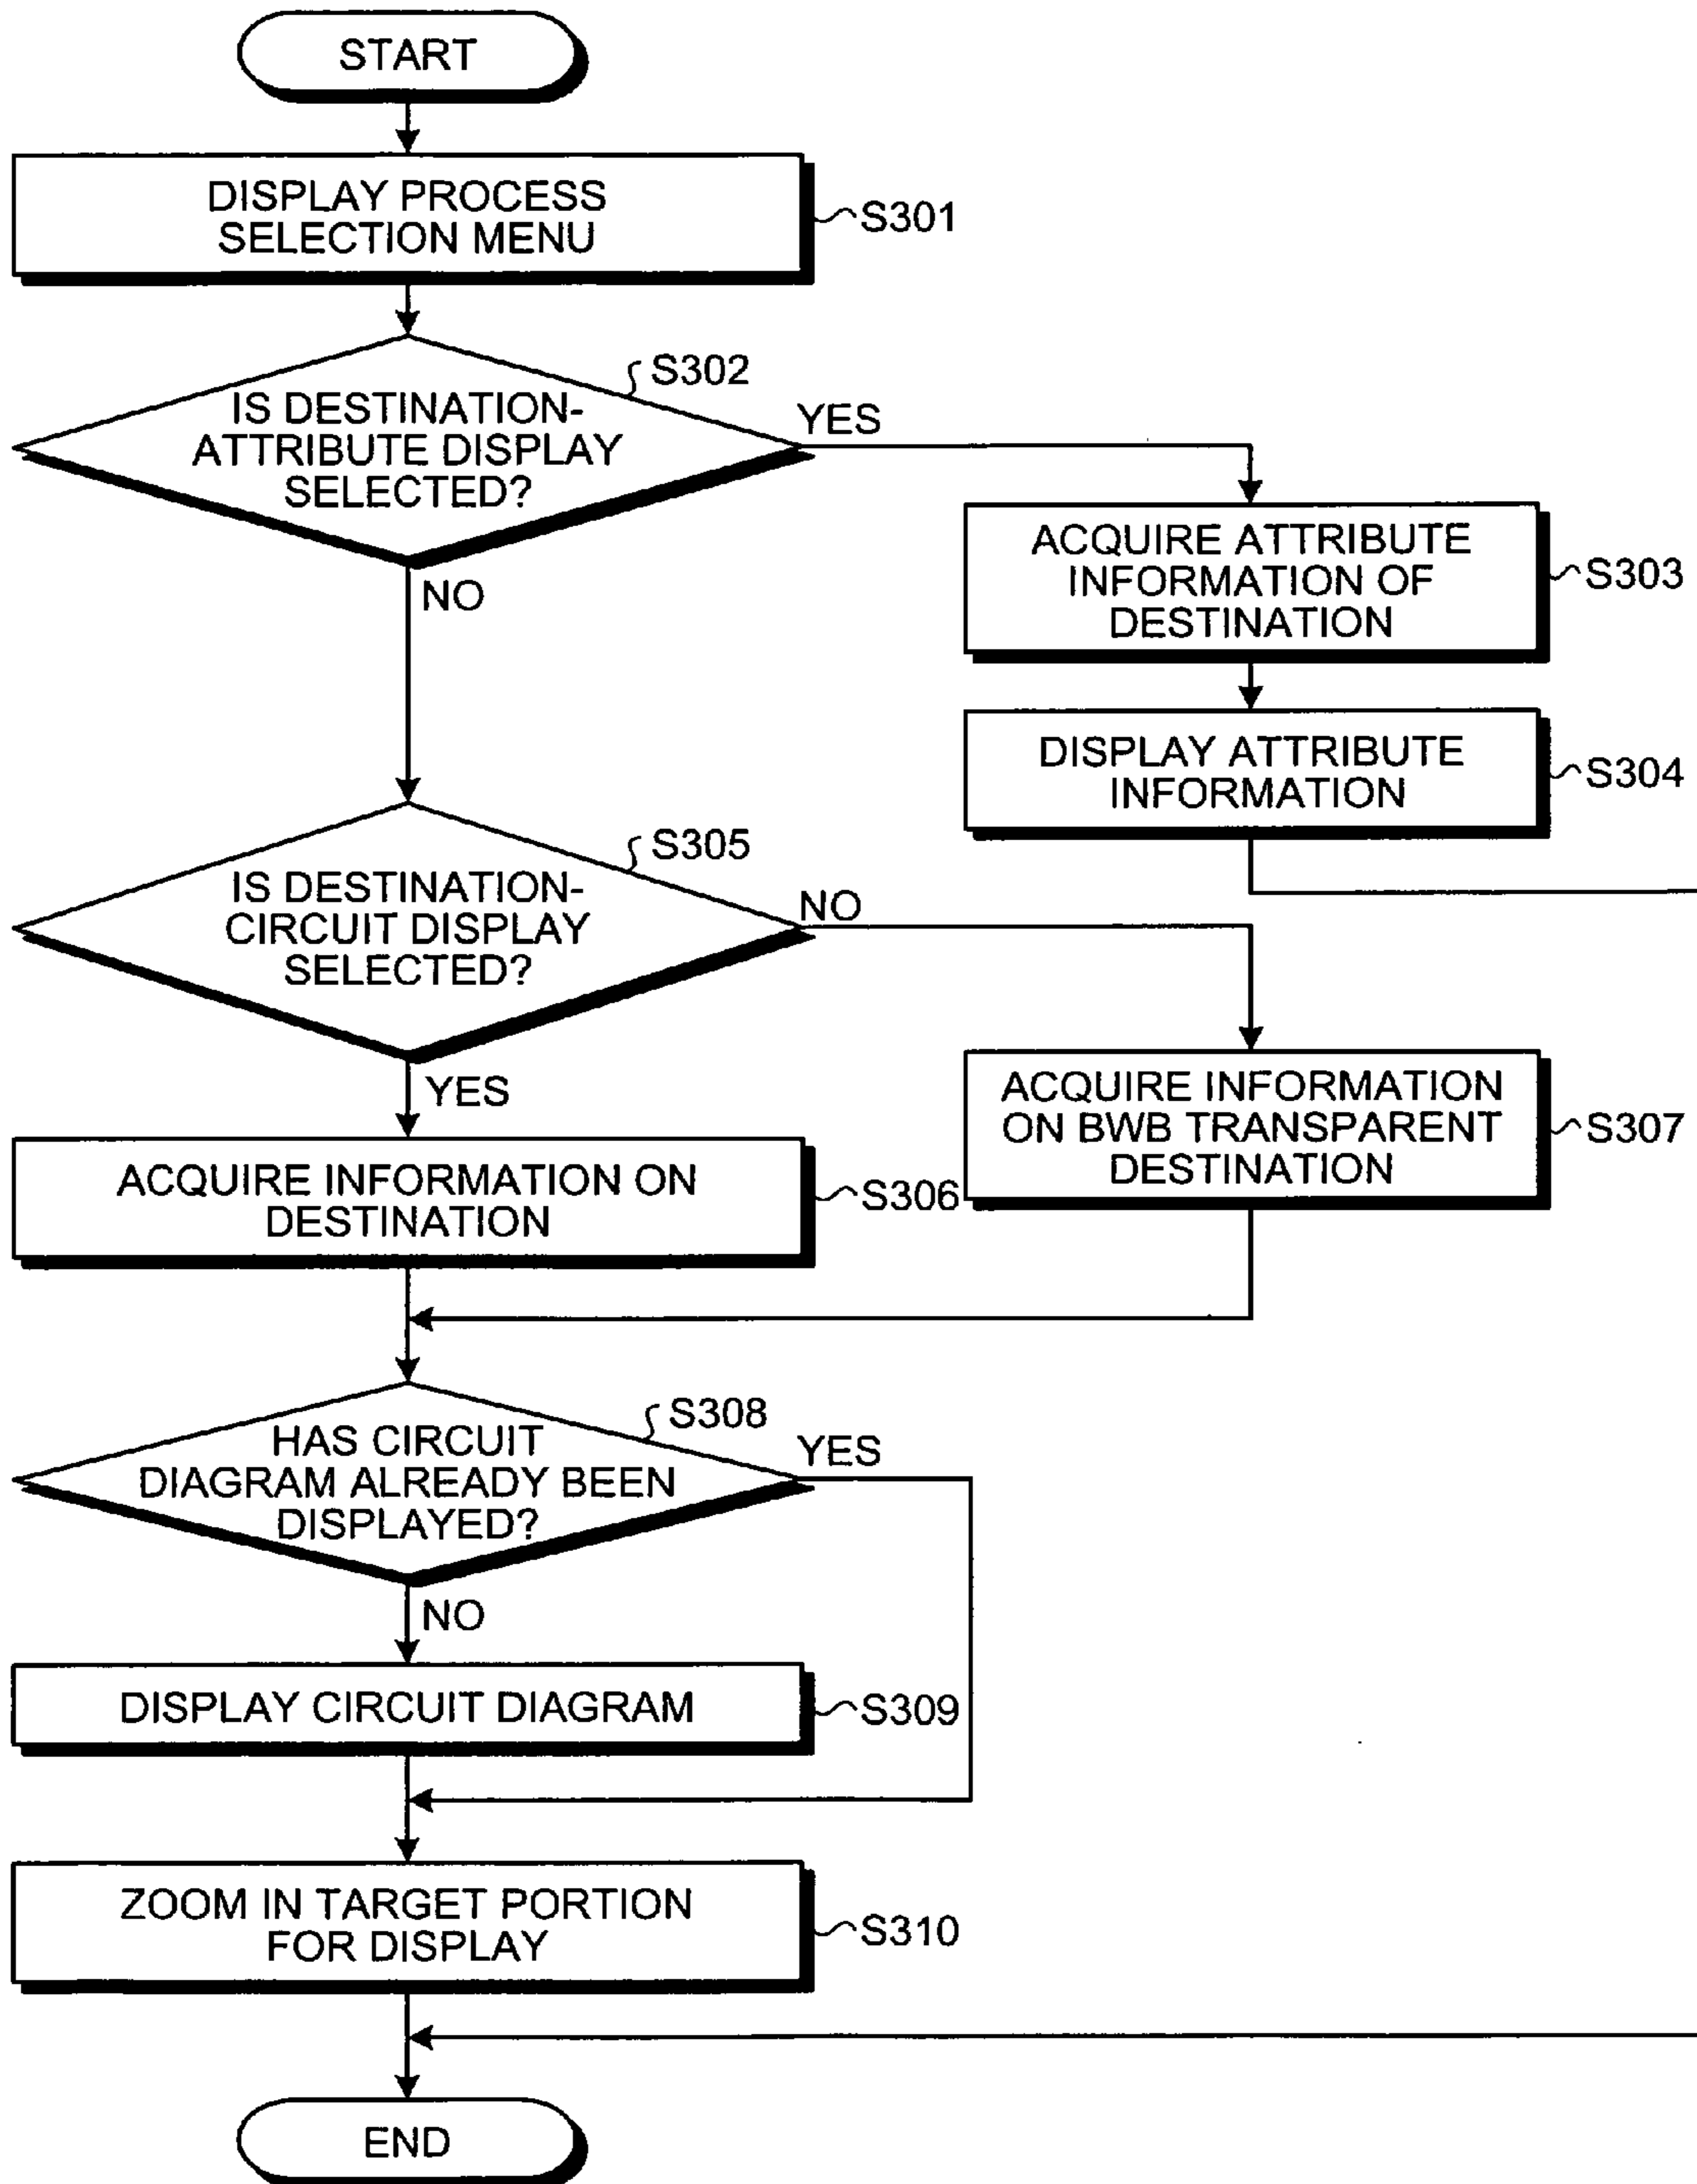 START
DISPLAY PROCESS
SELECTION MENU
S301
S302
IS DESTINATION-
ATTRIBUTE DISPLAY
SELECTED?
YES
NO
ACQUIRE ATTRIBUTE
INFORMATION OF
DESTINATION
S303
DISPLAY ATTRIBUTE
INFORMATION
S304
S305
IS DESTINATION-
CIRCUIT DISPLAY
SELECTED?
NO
YES
ACQUIRE INFORMATION ON
DESTINATION
S306
ACQUIRE INFORMATION
ON BWB TRANSPARENT
DESTINATION
S307
S308
HAS CIRCUIT
DIAGRAM ALREADY BEEN
DISPLAYED?
YES
NO
DISPLAY CIRCUIT DIAGRAM
S309
ZOOM IN TARGET PORTION
FOR DISPLAY
S310
END